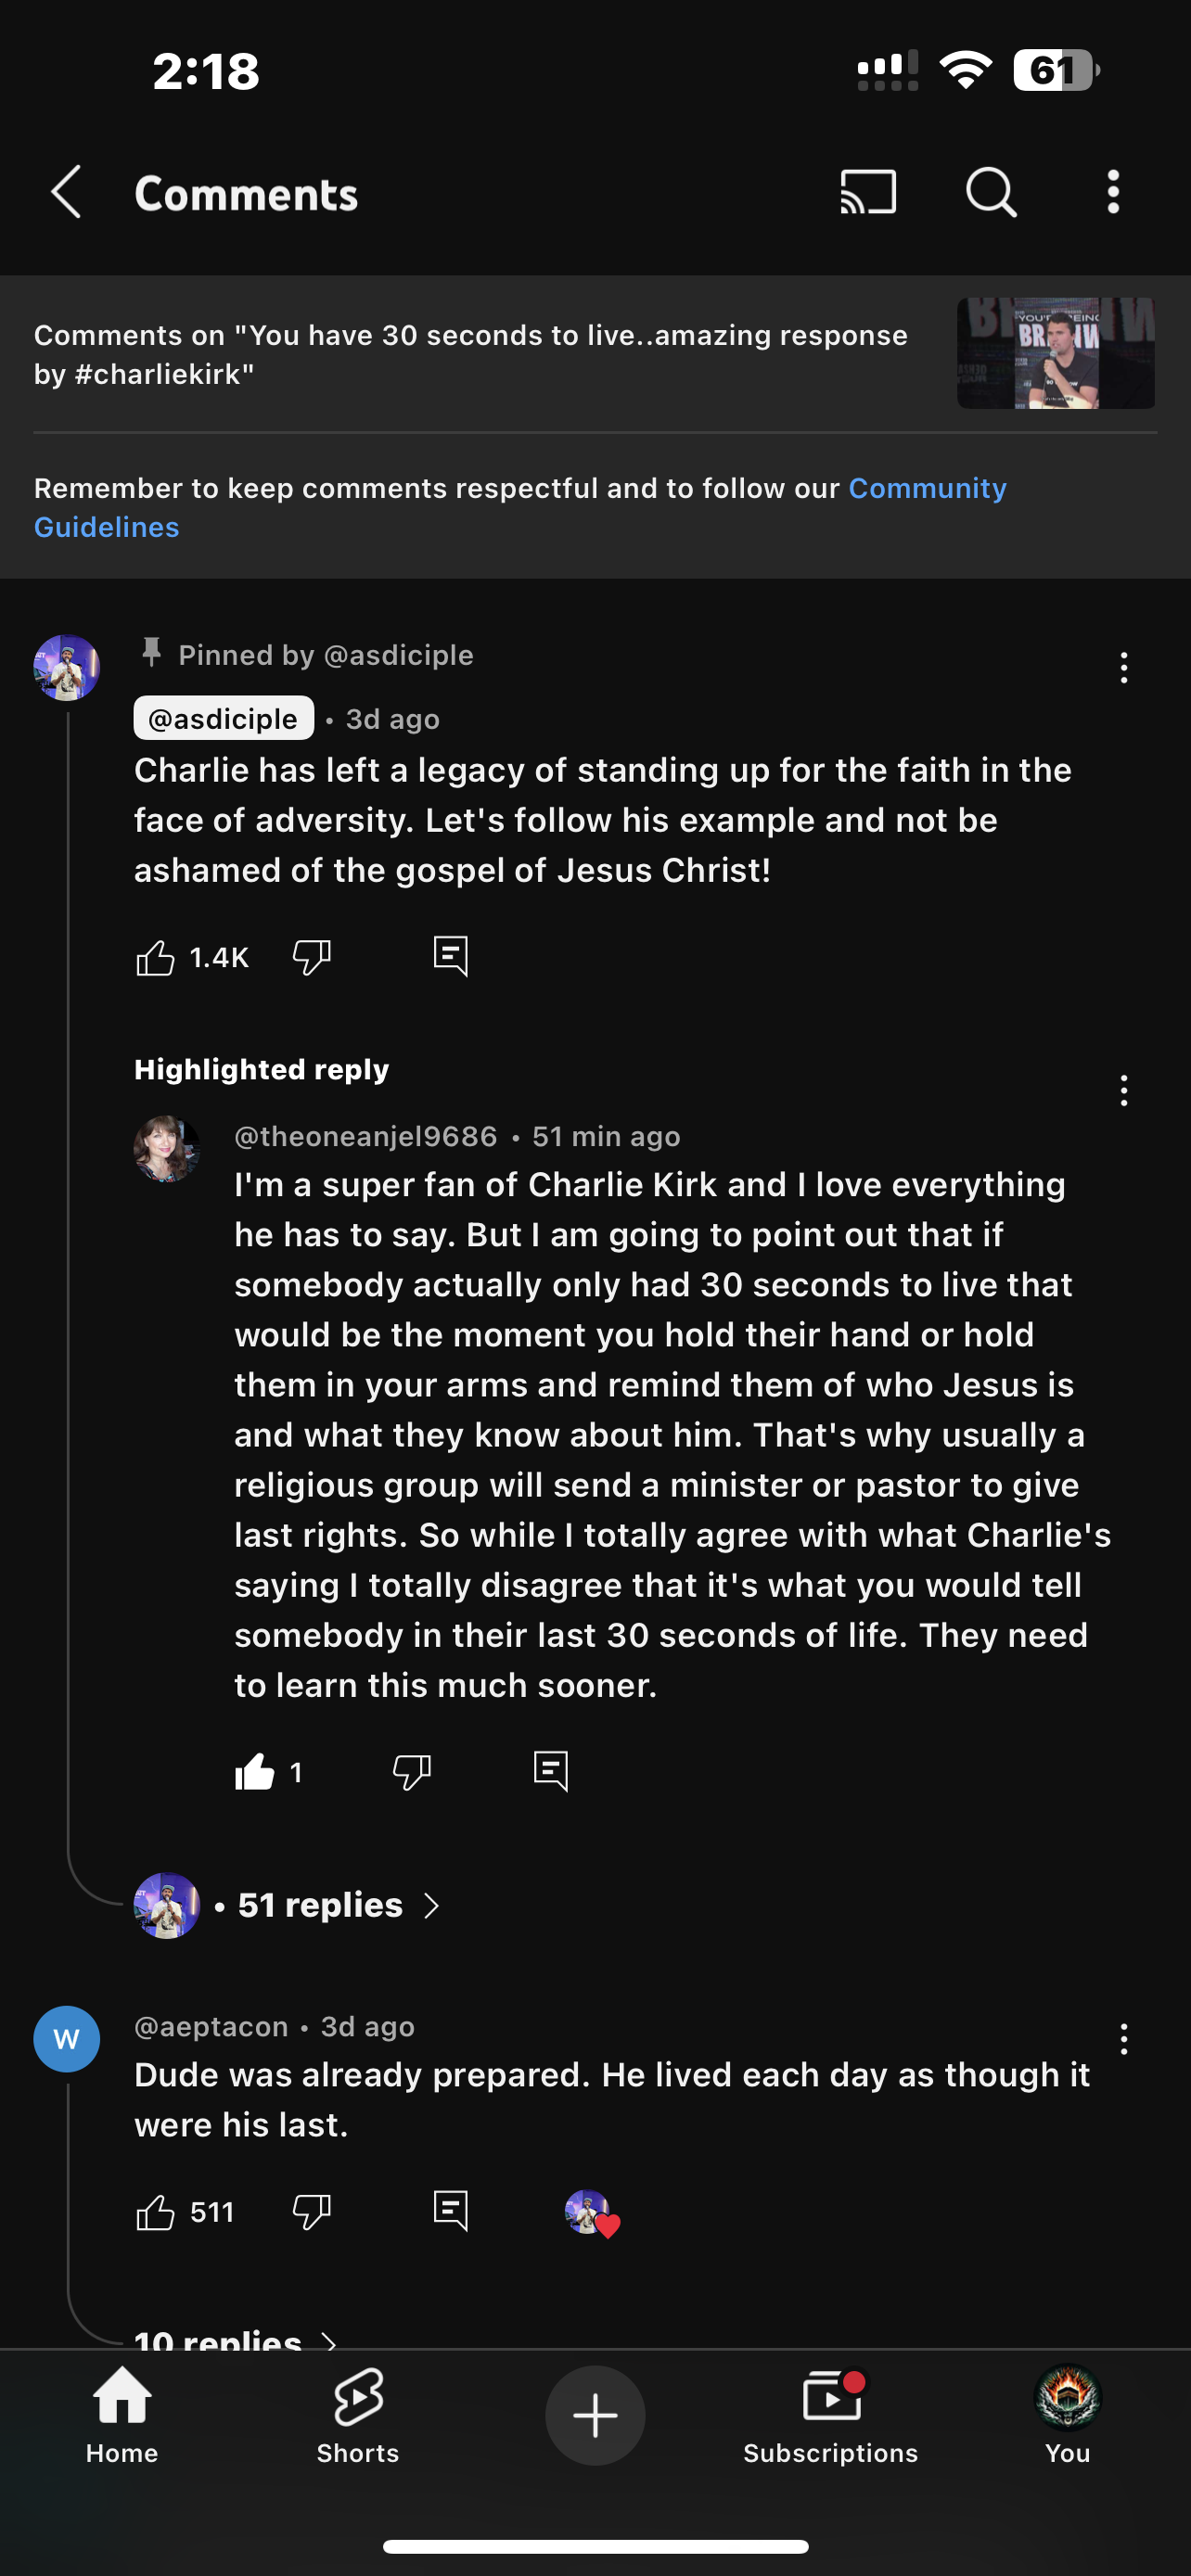 2:18
61
Comments
Comments on "You have 30 seconds to live..amazing response
by #charliekirk"
Remember to keep comments respectful and to follow our Community
Guidelines
Pinned by @asdiciple
@asdiciple • 3d ago
Charlie has left a legacy of standing up for the faith in the
face of adversity. Let's follow his example and not be
ashamed of the gospel of Jesus Christ!
1.4K
Highlighted reply
@theoneanjel9686 • 51 min ago
I'm a super fan of Charlie Kirk and I love everything
he has to say. But I am going to point out that if
somebody actually only had 30 seconds to live that
would be the moment you hold their hand or hold
them in your arms and remind them of who Jesus is
and what they know about him. That's why usually a
religious group will send a minister or pastor to give
last rights. So while I totally agree with what Charlie's
saying I totally disagree that it's what you would tell
somebody in their last 30 seconds of life. They need
to learn this much sooner.
1
• 51 replies
W
@aeptacon • 3d ago
Dude was already prepared. He lived each day as though it
were his last.
511
10 replies
Home
Shorts
Subscriptions
You